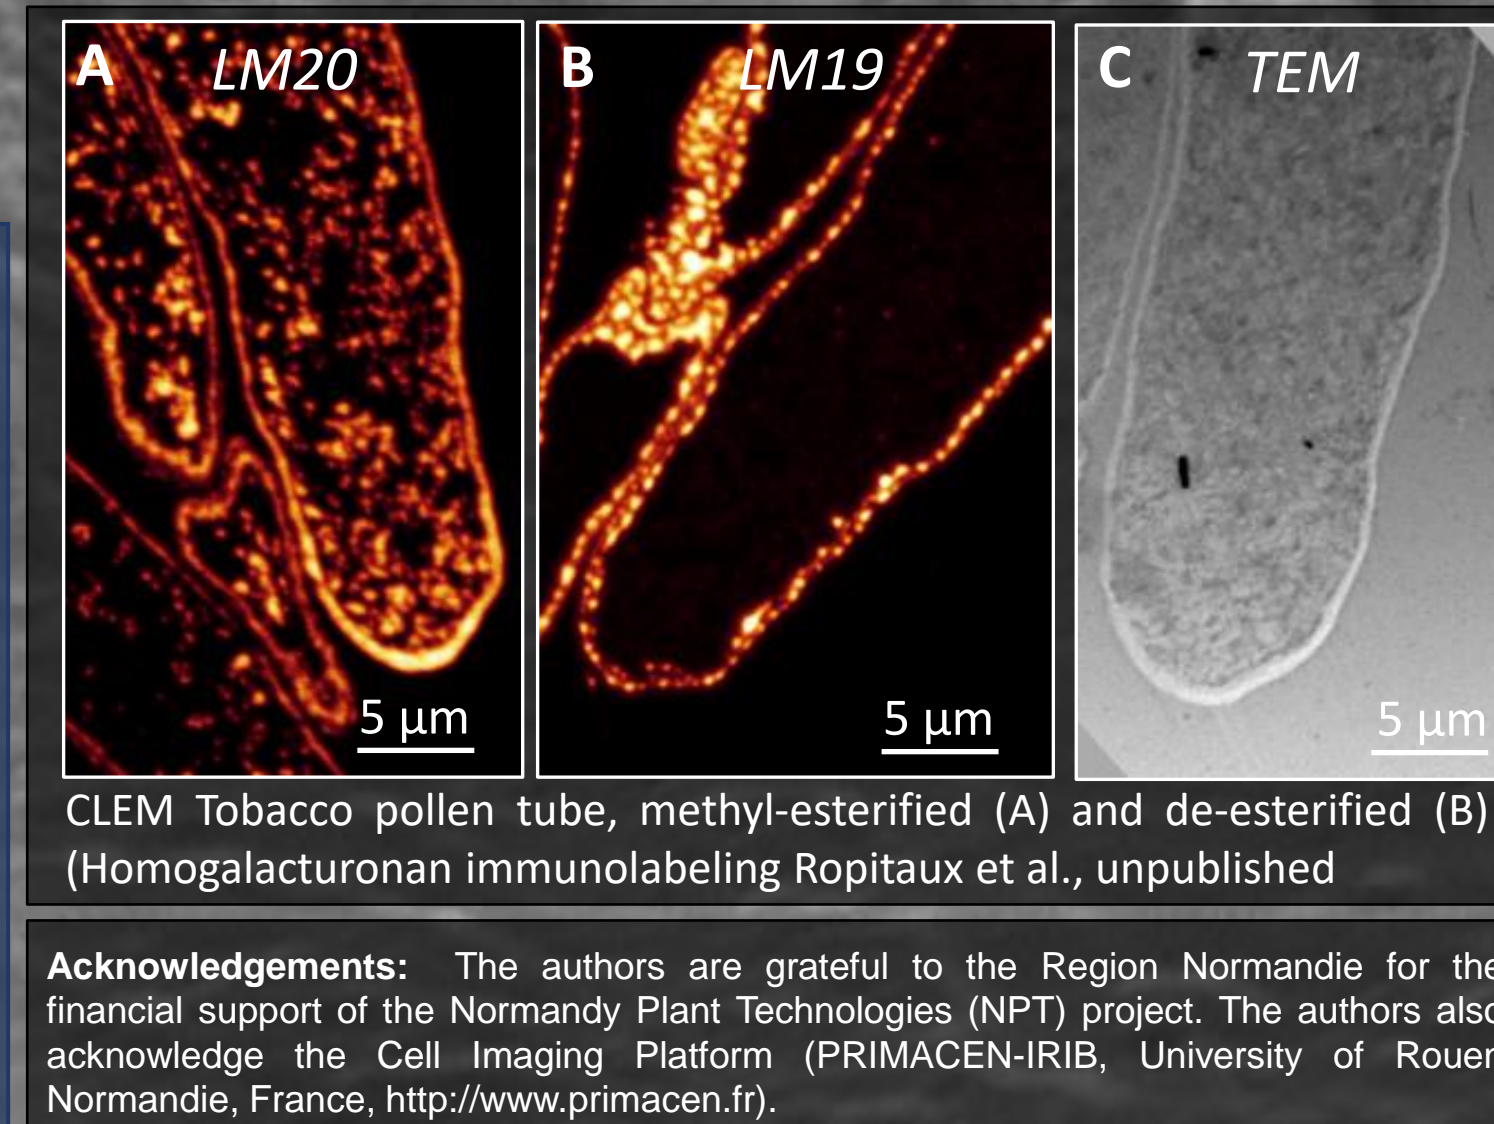 A LM20
B LM19
C TEM
5 µm
5 µm
5 µm
CLEM Tobacco pollen tube, methyl-esterified (A) and de-esterified (B)
(Homogalacturonan immunolabeling Ropitaux et al., unpublished
Acknowledgements: The authors are grateful to the Region Normandie for the
financial support of the Normandy Plant Technologies (NPT) project. The authors also
acknowledge the Cell Imaging Platform (PRIMACEN-IRIB, University of Rouen
Normandie, France, http://www.primacen.fr).